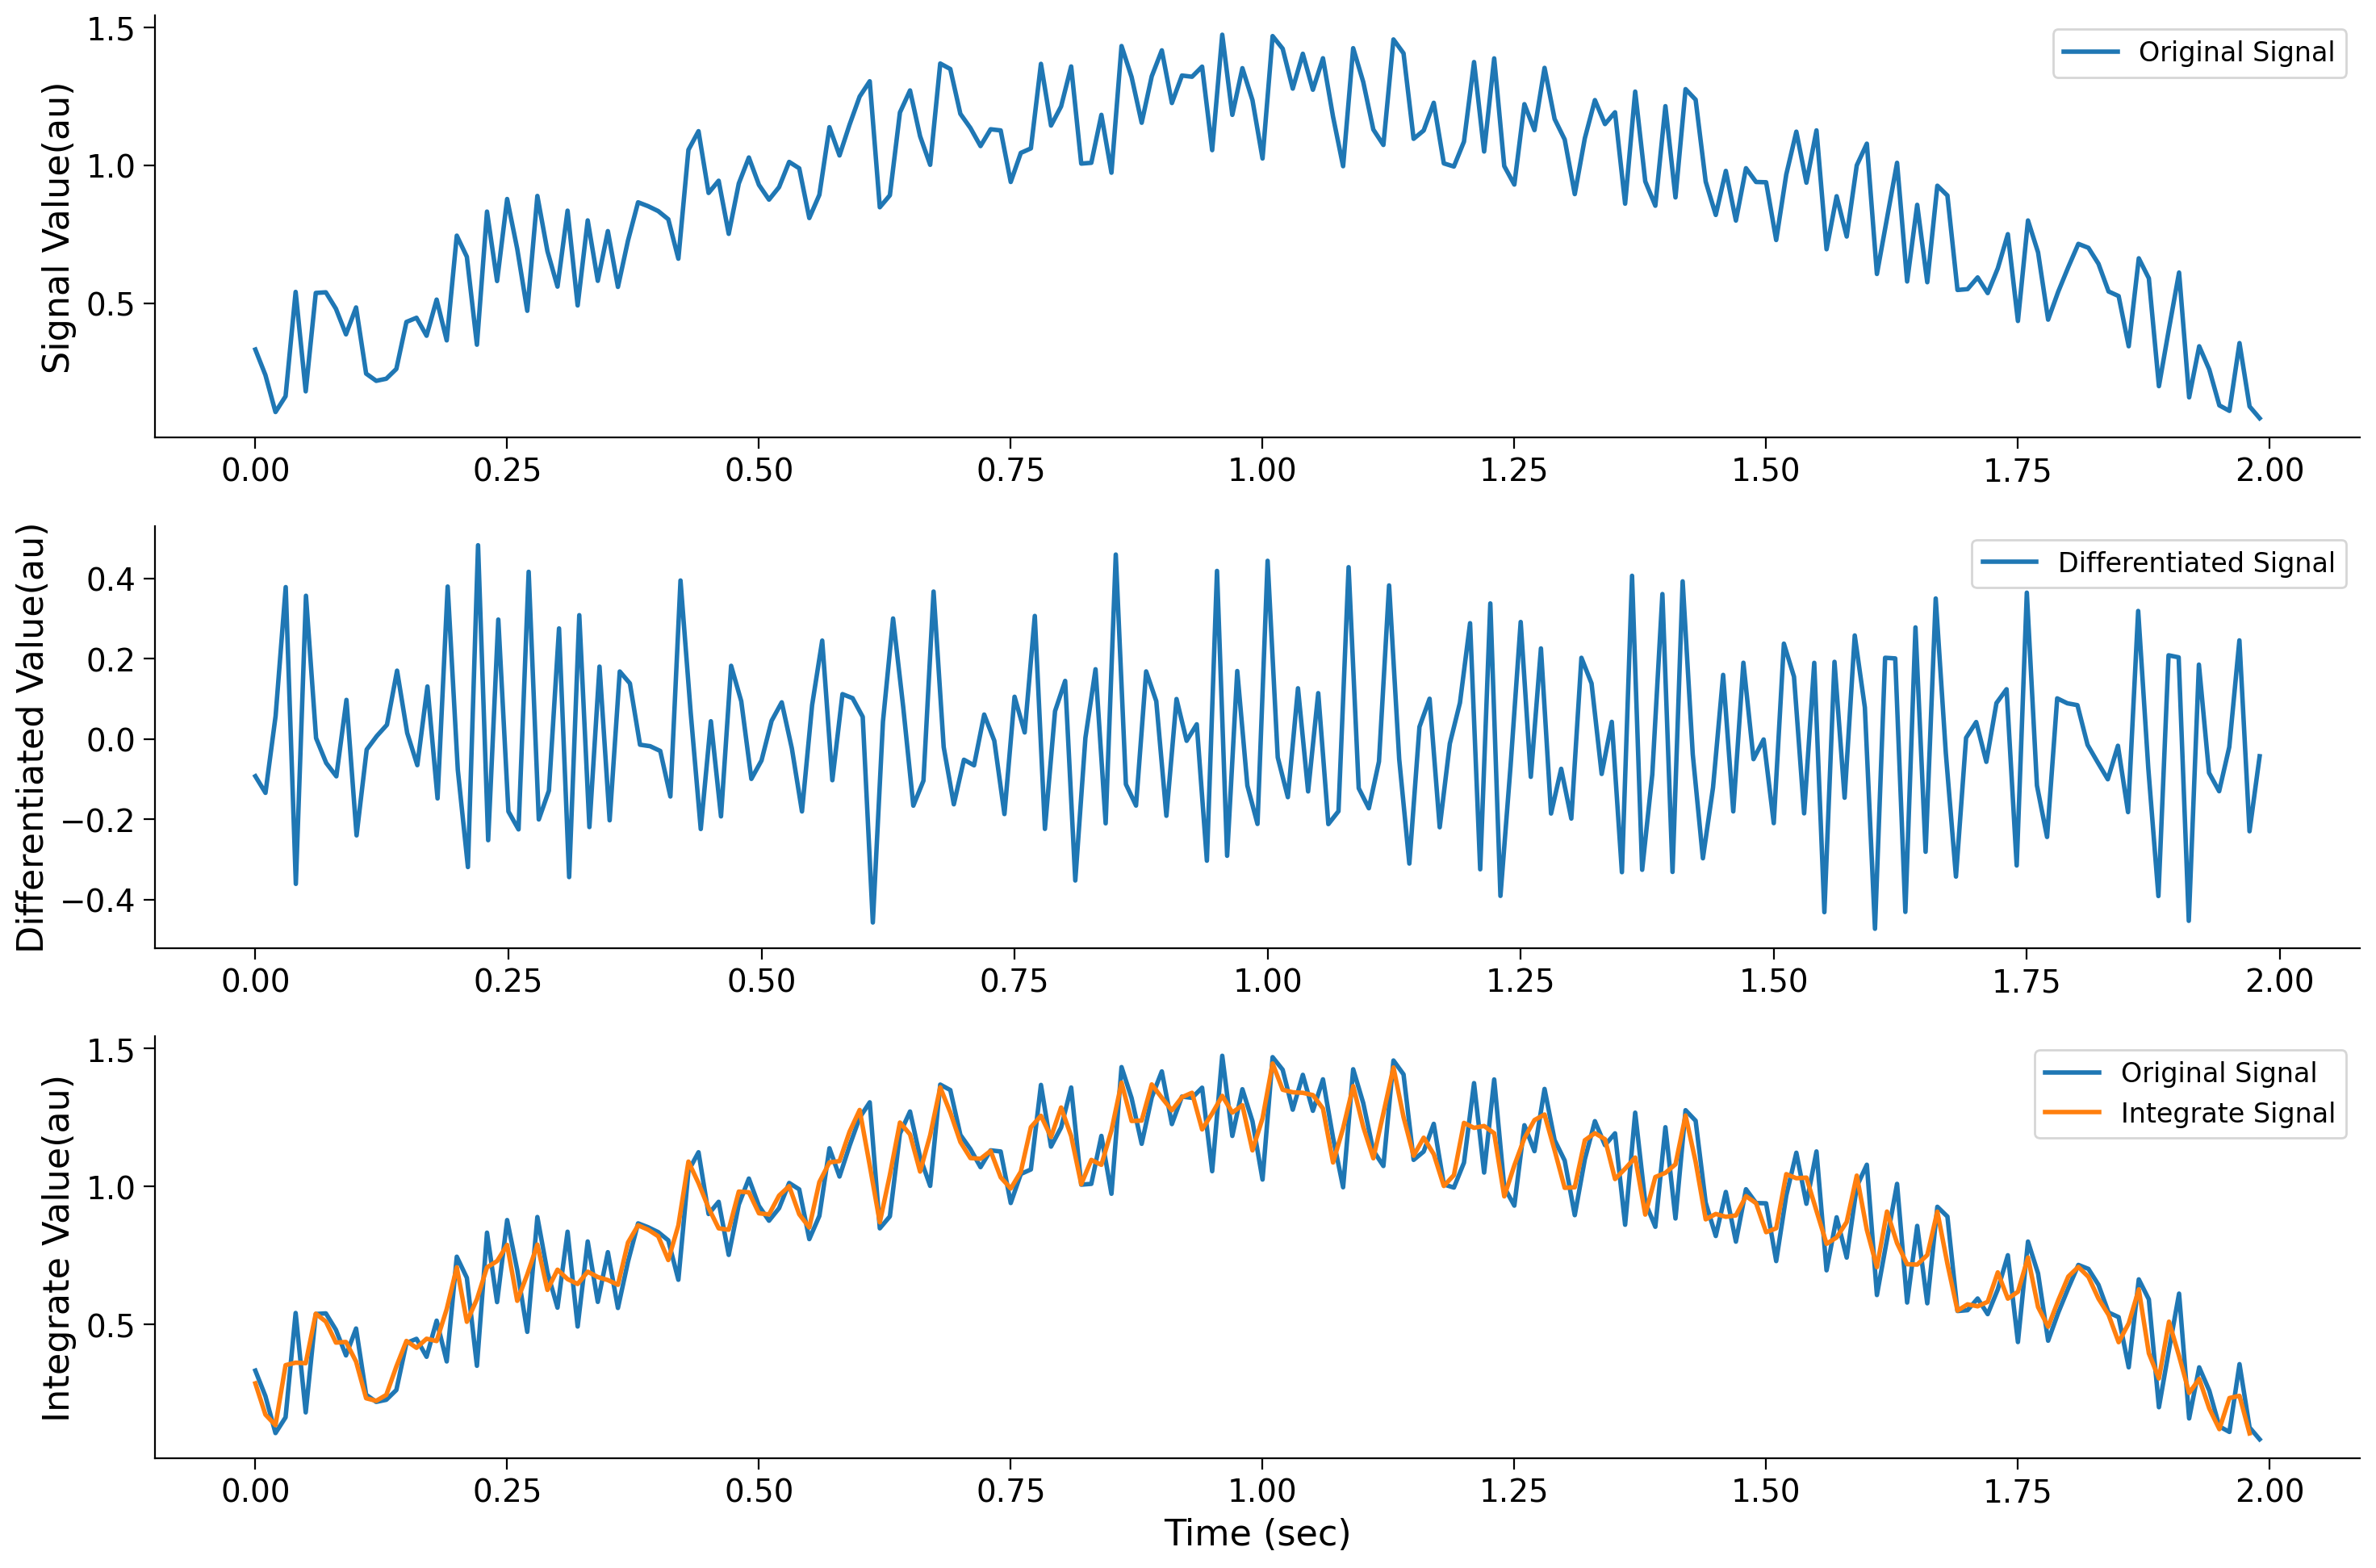 Signal Value(au)
1.5
1.0
0.5
Original Signal
0.00 0.25 0.50 0.75 1.00 1.25 1.50 1.75 2.00
Differentiated Value(au)
0.4
0.2
0.0
−0.2
−0.4
Differentiated Signal
0.00 0.25 0.50 0.75 1.00 1.25 1.50 1.75 2.00
Integrate Value(au)
1.5
1.0
0.5
Original Signal
Integrate Signal
0.00 0.25 0.50 0.75 1.00 1.25 1.50 1.75 2.00
Time (sec)